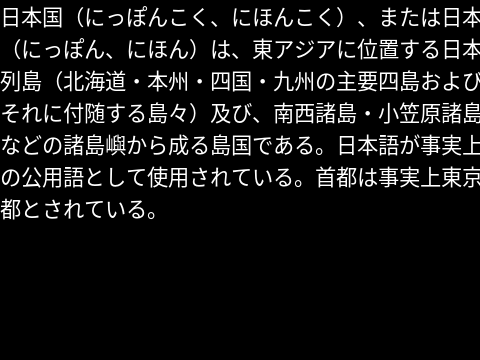 日本国（にっぽんこく、にほんこく）、または日本
（にっぽん、にほん）は、東アジアに位置する日本
列島（北海道・本州・四国・九州の主要四島および
それに付随する島々）及び、南西諸島・小笠原諸島
などの諸島嶼から成る島国である。日本語が事実上
の公用語として使用されている。首都は事実上東京
都とされている。